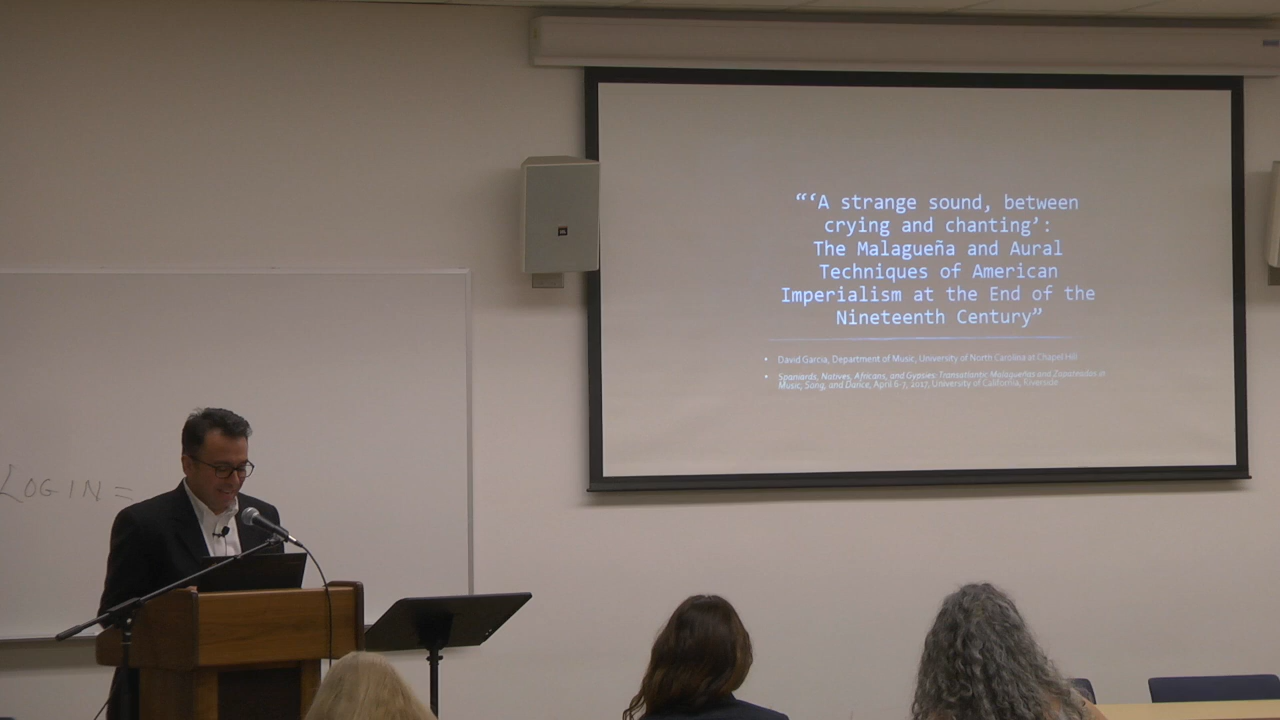 “‘A strange sound, between
crying and chanting’:
The Malagueña and Aural
Techniques of American
Imperialism at the End of the
Nineteenth Century”
• David Garcia, Department of Music, University of North Carolina at Chapel Hill
• Spaniards, Natives, Africans, and Gypsies: Transatlantic Malagueñas and Zapateados in
Music, Song, and Dance, April 6-7, 2017, University of California, Riverside
LOGIN =
JBL